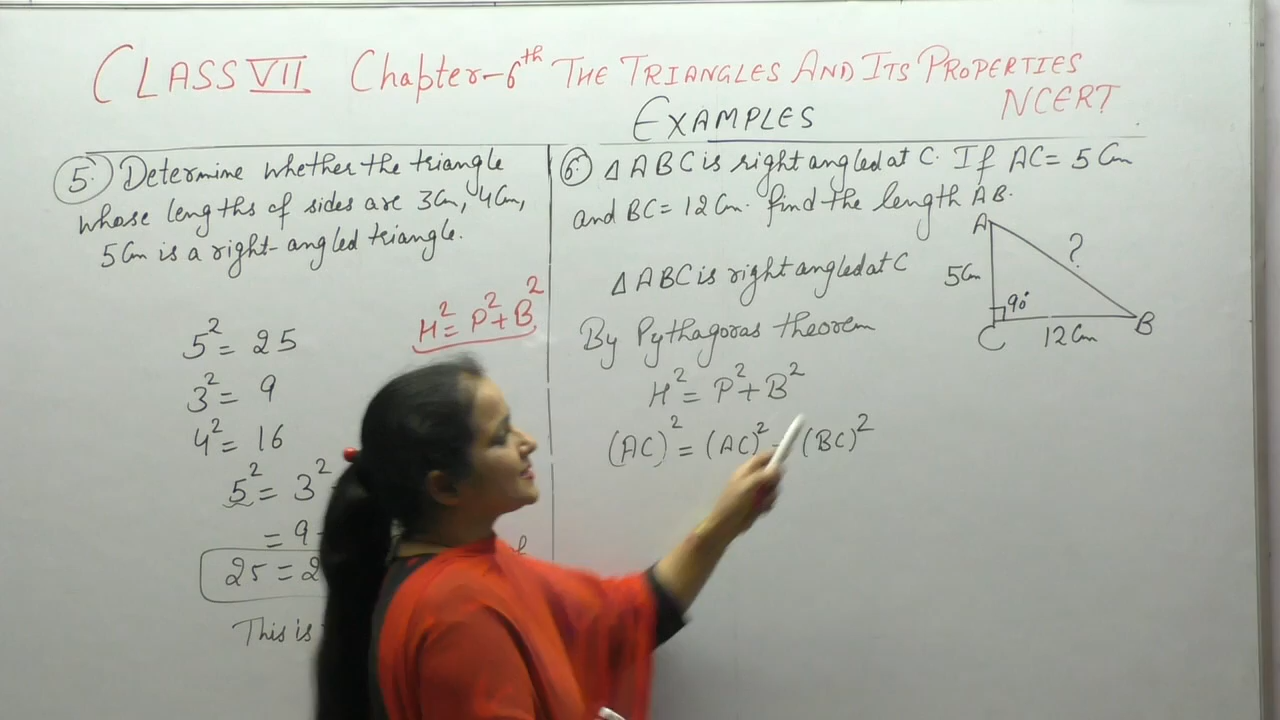 CLASS VII Chapter-6th THE TRIANGLES AND ITS PROPERTIES
NCERT
EXAMPLES
5. Determine whether the triangle
whose lengths of sides are 3Cm, 4Cm,
5Cm is a right-angled triangle.
H² = P² + B²
5² = 25
3² = 9
4² = 16
5² = 3²
= 9
25 = 2
This is
6. △ ABC is right angled at C. If AC = 5 Cm
and BC = 12 Cm. find the length AB.
A
?
5Cm
90°
C
12 Cm
B
△ ABC is right angled at C
By Pythagoras theorem
H² = P² + B²
(AC)² = (AC)² (BC)²